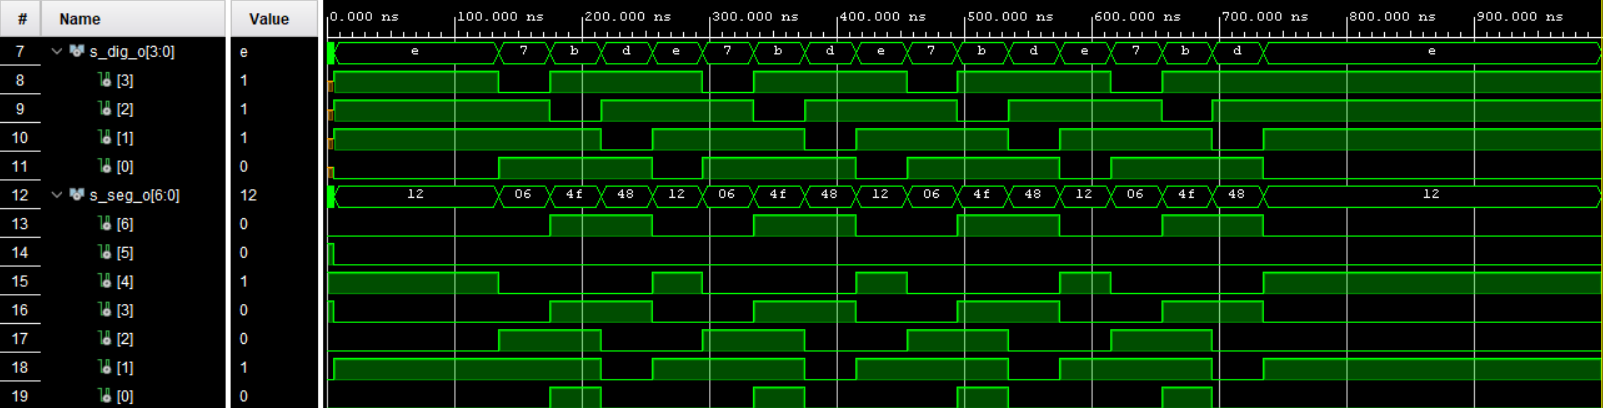 # Name Value 0.000 ns 100.000 ns 200.000 ns 300.000 ns 400.000 ns 500.000 ns 600.000 ns 700.000 ns 800.000 ns 900.000 ns
7 s_dig_o[3:0] e e 7 b d e 7 b d e 7 b d e 7 b d e
8 [3] 1
9 [2] 1
10 [1] 1
11 [0] 0
12 s_seg_o[6:0] 12 12 06 4f 48 12 06 4f 48 12 06 4f 48 12 06 4f 48 12
13 [6] 0
14 [5] 0
15 [4] 1
16 [3] 0
17 [2] 0
18 [1] 1
19 [0] 0